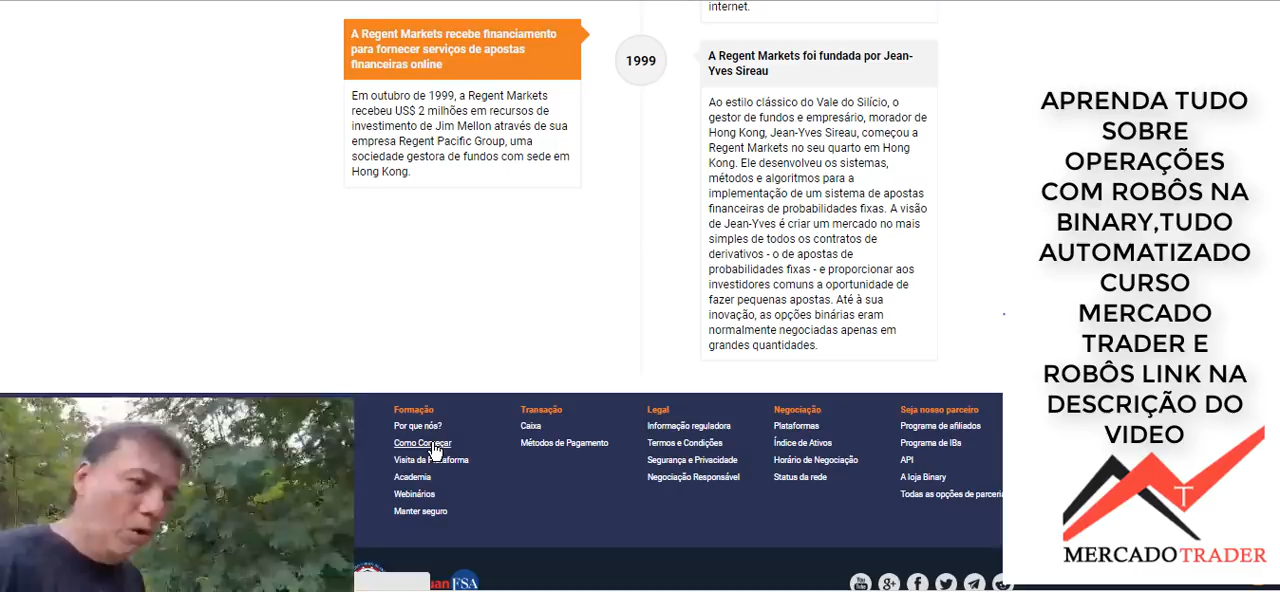 internet.
A Regent Markets recebe financiamento
para fornecer serviços de apostas
financeiras online
Em outubro de 1999, a Regent Markets
recebeu US$ 2 milhões em recursos de
investimento de Jim Mellon através de sua
empresa Regent Pacific Group, uma
sociedade gestora de fundos com sede em
Hong Kong.
1999
A Regent Markets foi fundada por Jean-
Yves Sireau
Ao estilo clássico do Vale do Silício, o
gestor de fundos e empresário, morador de
Hong Kong, Jean-Yves Sireau, começou a
Regent Markets no seu quarto em Hong
Kong. Ele desenvolveu os sistemas,
métodos e algoritmos para a
implementação de um sistema de apostas
financeiras de probabilidades fixas. A visão
de Jean-Yves é criar um mercado no mais
simples de todos os contratos de
derivativos - o de apostas de
probabilidades fixas - e proporcionar aos
investidores comuns a oportunidade de
fazer pequenas apostas. Até à sua
inovação, as opções binárias eram
normalmente negociadas apenas em
grandes quantidades.
APRENDA TUDO
SOBRE
OPERAÇÕES
COM ROBÔS NA
BINARY,TUDO
AUTOMATIZADO
CURSO
MERCADO
TRADER E
ROBÔS LINK NA
DESCRIÇÃO DO
VIDEO
T
MERCADOTRADER
Formação
Por que nós?
Como Começar
Visita da Plataforma
Academia
Webinários
Manter seguro
Transação
Caixa
Métodos de Pagamento
Legal
Informação reguladora
Termos e Condições
Segurança e Privacidade
Negociação Responsável
Negociação
Plataformas
Índice de Ativos
Horário de Negociação
Status da rede
Seja nosso parceiro
Programa de afiliados
Programa de IBs
API
A loja Binary
Todas as opções de parceri
uan FSA
You